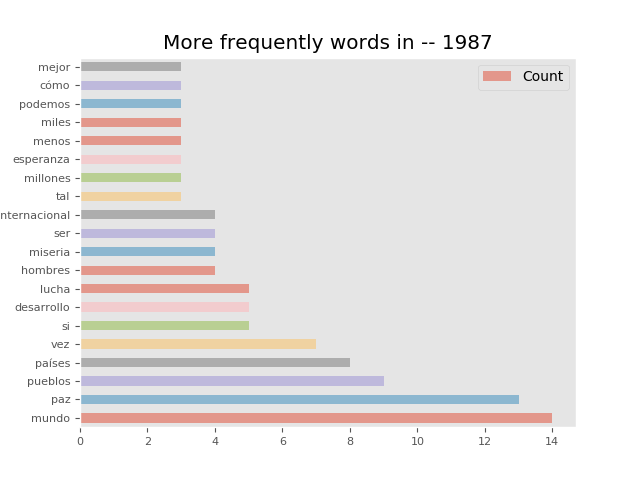 More frequently words in -- 1987
Count
mejor
cómo
podemos
miles
menos
esperanza
millones
tal
nternacional
ser
miseria
hombres
lucha
desarrollo
si
vez
países
pueblos
paz
mundo
0 2 4 6 8 10 12 14